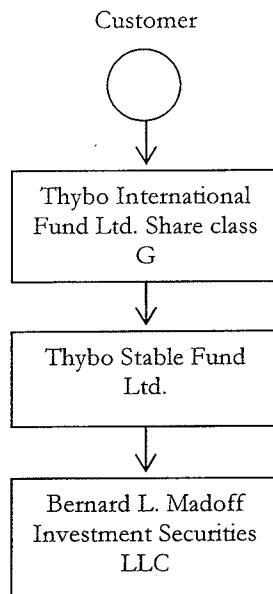 Customer
Thybo International
Fund Ltd. Share class
G
Thybo Stable Fund
Ltd.
Bernard L. Madoff
Investment Securities
LLC